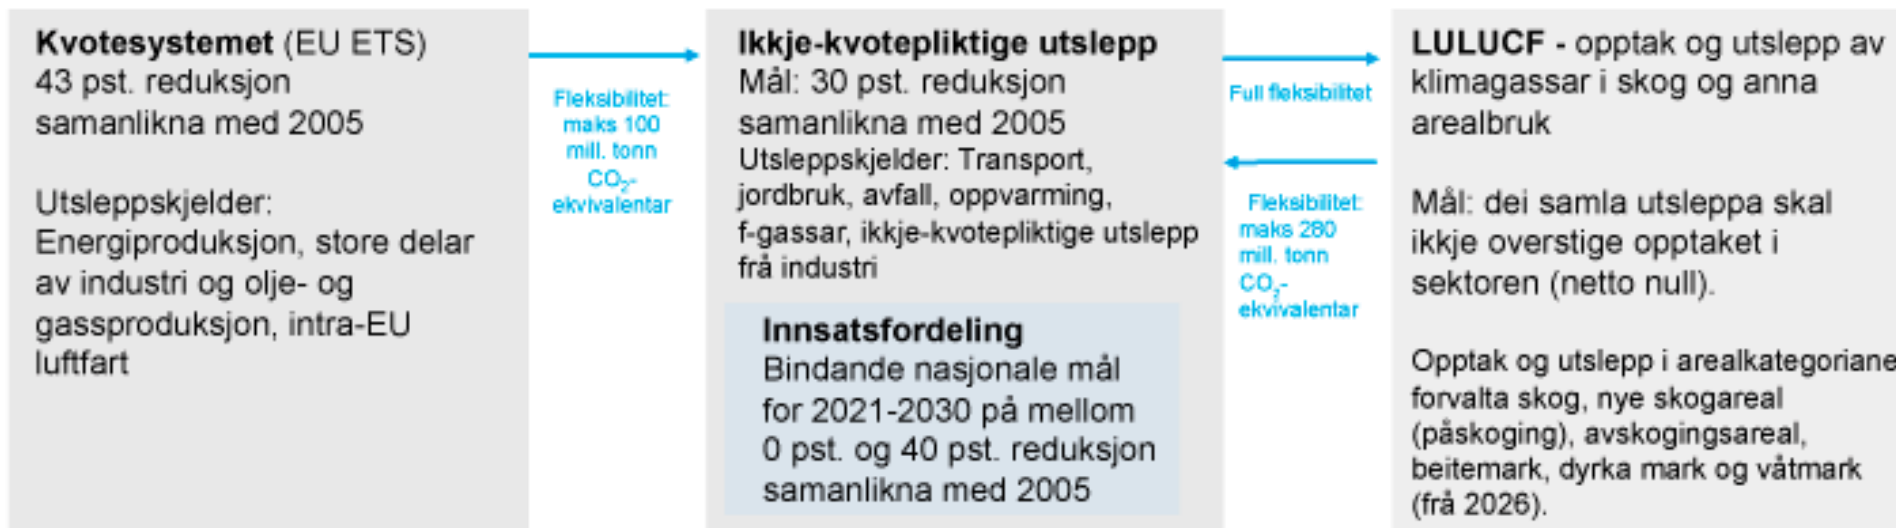 Kvotesystemet (EU ETS)
43 pst. reduksjon
samanlikna med 2005
Utsleppskjelder:
Energiproduksjon, store delar
av industri og olje- og
gassproduksjon, intra-EU
luftfart
Fleksibilitet:
maks 100
mill. tonn
CO₂-
ekvivalentar
Ikkje-kvotepliktige utslepp
Mål: 30 pst. reduksjon
samanlikna med 2005
Utsleppskjelder: Transport,
jordbruk, avfall, oppvarming,
f-gassar, ikkje-kvotepliktige utslepp
frå industri
Innsatsfordeling
Bindande nasjonale mål
for 2021-2030 på mellom
0 pst. og 40 pst. reduksjon
samanlikna med 2005
Full fleksibilitet
Fleksibilitet:
maks 280
mill. tonn
CO₂-
ekvivalentar
LULUCF - opptak og utslepp av
klimagassar i skog og anna
arealbruk
Mål: dei samla utsleppa skal
ikkje overstige opptaket i
sektoren (netto null).
Opptak og utslepp i arealkategoriane
forvalta skog, nye skogareal
(påskoging), avskogingsareal,
beitemark, dyrka mark og våtmark
(frå 2026).